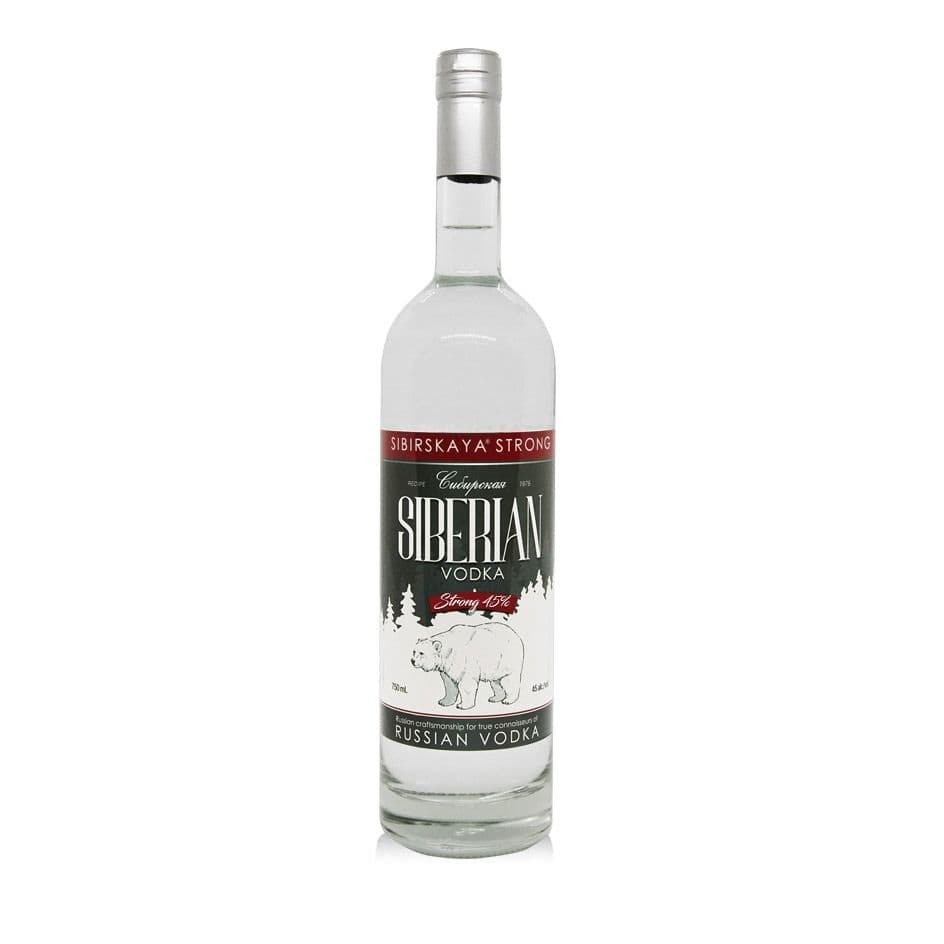 SIBIRSKAYA® STRONG
Сибирская
RECIPE 1976
SIBERIAN
VODKA
Strong 45%
750 mL
45 alc./vol.
Russian craftsmanship for true connoisseurs of
RUSSIAN VODKA